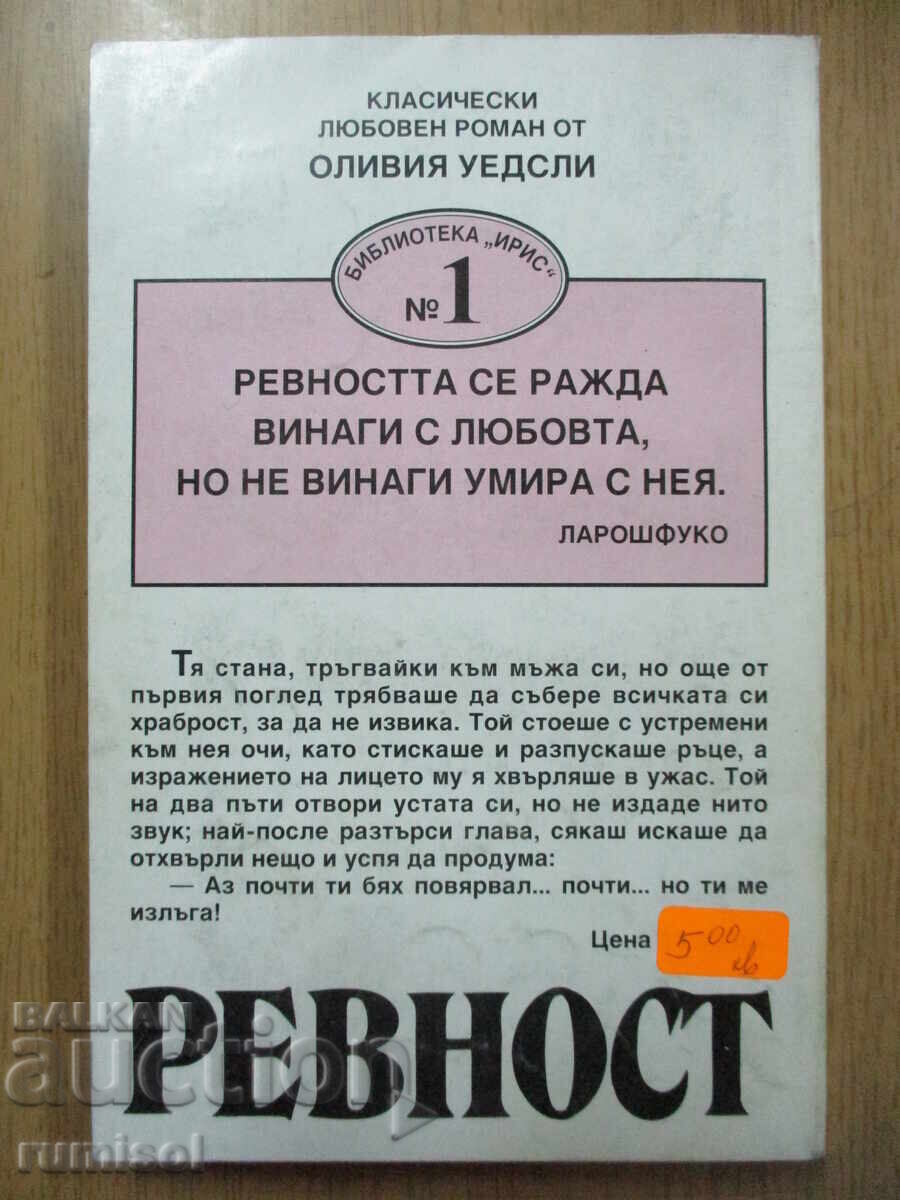 КЛАСИЧЕСКИ
ЛЮБОВЕН РОМАН ОТ
ОЛИВИЯ УЕДСЛИ
БИБЛИОТЕКА „ИРИС“
№ 1
РЕВНОСТТА СЕ РАЖДА
ВИНАГИ С ЛЮБОВТА,
НО НЕ ВИНАГИ УМИРА С НЕЯ.
ЛАРОШФУКО
Тя стана, тръгвайки към мъжа си, но още от
първия поглед трябваше да събере всичката си
храброст, за да не извика. Той стоеше с устремени
към нея очи, като стискаше и разпускаше ръце, а
изражението на лицето му я хвърляше в ужас. Той
на два пъти отвори устата си, но не издаде нито
звук; най-после разтърси глава, сякаш искаше да
отхвърли нещо и успя да продума:
— Аз почти ти бях повярвал... почти... но ти ме
излъга!
Цена 5 00 лв
РЕВНОСТ
BALKAN
auction
rumisol